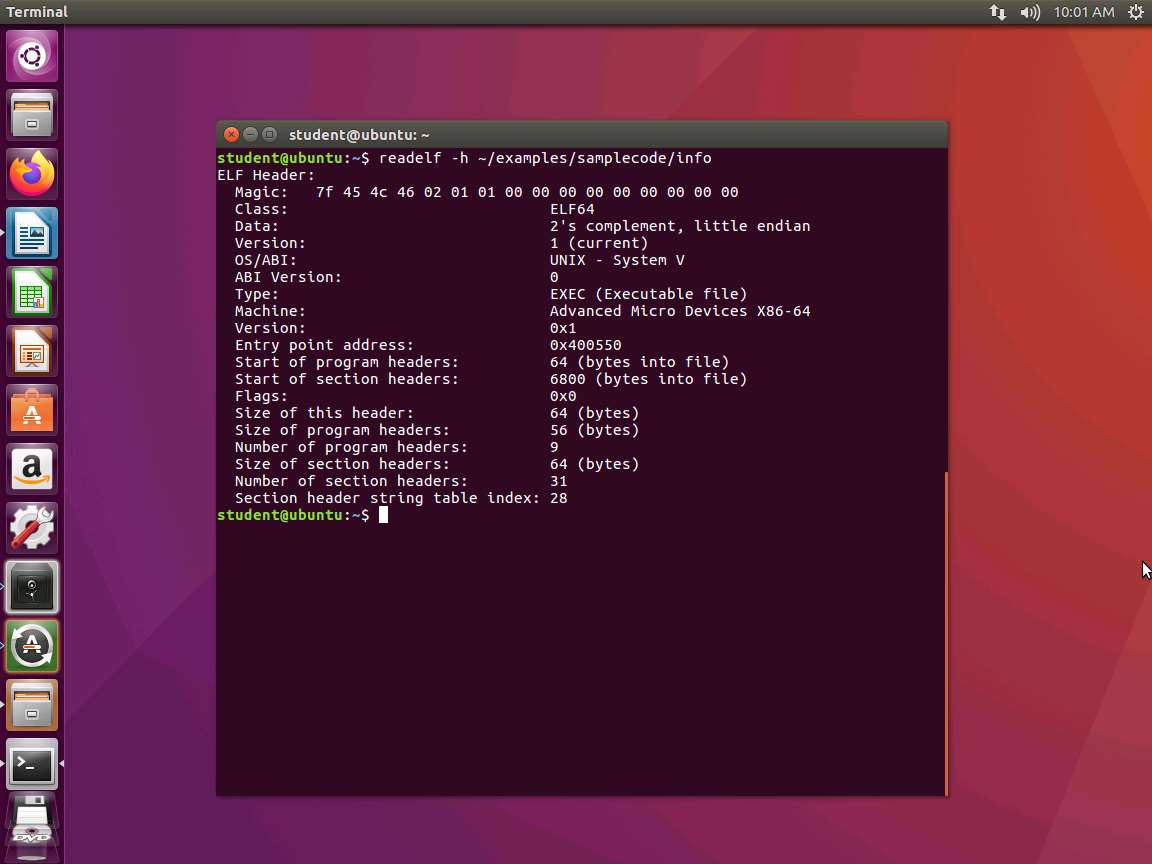 Terminal
10:01 AM
student@ubuntu: ~
student@ubuntu:~$ readelf -h ~/examples/samplecode/info
ELF Header:
  Magic:   7f 45 4c 46 02 01 01 00 00 00 00 00 00 00 00 00
  Class:                             ELF64
  Data:                              2's complement, little endian
  Version:                           1 (current)
  OS/ABI:                            UNIX - System V
  ABI Version:                       0
  Type:                              EXEC (Executable file)
  Machine:                           Advanced Micro Devices X86-64
  Version:                           0x1
  Entry point address:               0x400550
  Start of program headers:          64 (bytes into file)
  Start of section headers:          6800 (bytes into file)
  Flags:                             0x0
  Size of this header:               64 (bytes)
  Size of program headers:           56 (bytes)
  Number of program headers:         9
  Size of section headers:           64 (bytes)
  Number of section headers:         31
  Section header string table index: 28
student@ubuntu:~$
a
>_
DVD